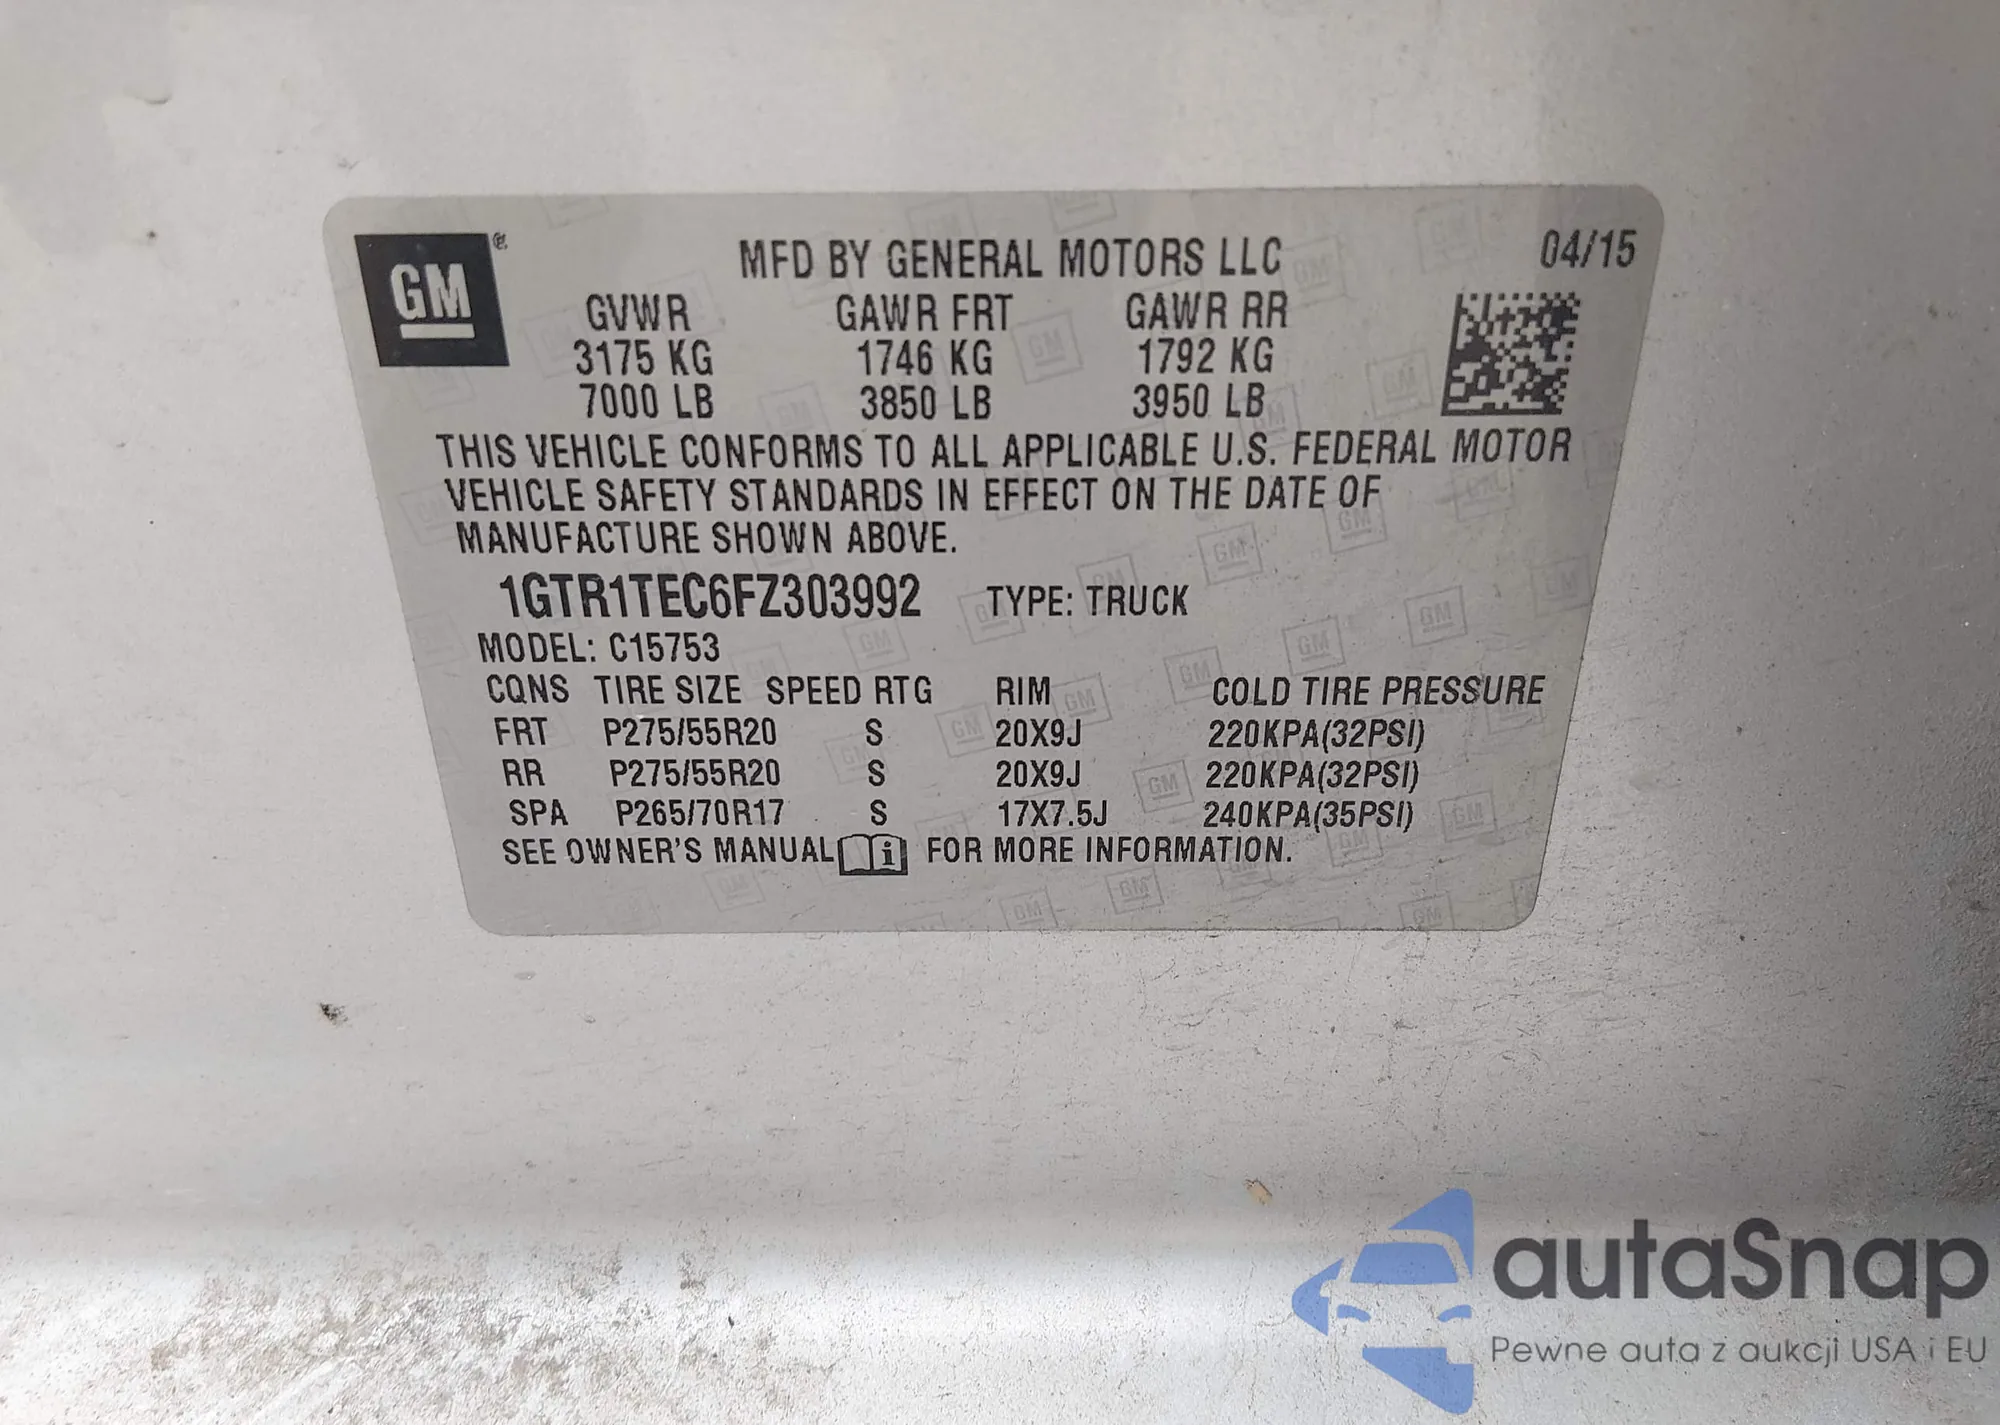 GM
MFD BY GENERAL MOTORS LLC 04/15
GVWR GAWR FRT GAWR RR
3175 KG 1746 KG 1792 KG
7000 LB 3850 LB 3950 LB
THIS VEHICLE CONFORMS TO ALL APPLICABLE U.S. FEDERAL MOTOR
VEHICLE SAFETY STANDARDS IN EFFECT ON THE DATE OF
MANUFACTURE SHOWN ABOVE.
1GTR1TEC6FZ303992 TYPE: TRUCK
MODEL: C15753
CQNS TIRE SIZE SPEED RTG RIM COLD TIRE PRESSURE
FRT P275/55R20 S 20X9J 220KPA(32PSI)
RR P275/55R20 S 20X9J 220KPA(32PSI)
SPA P265/70R17 S 17X7.5J 240KPA(35PSI)
SEE OWNER'S MANUAL i FOR MORE INFORMATION.
autaSnap
Pewne auta z aukcji USA i EU